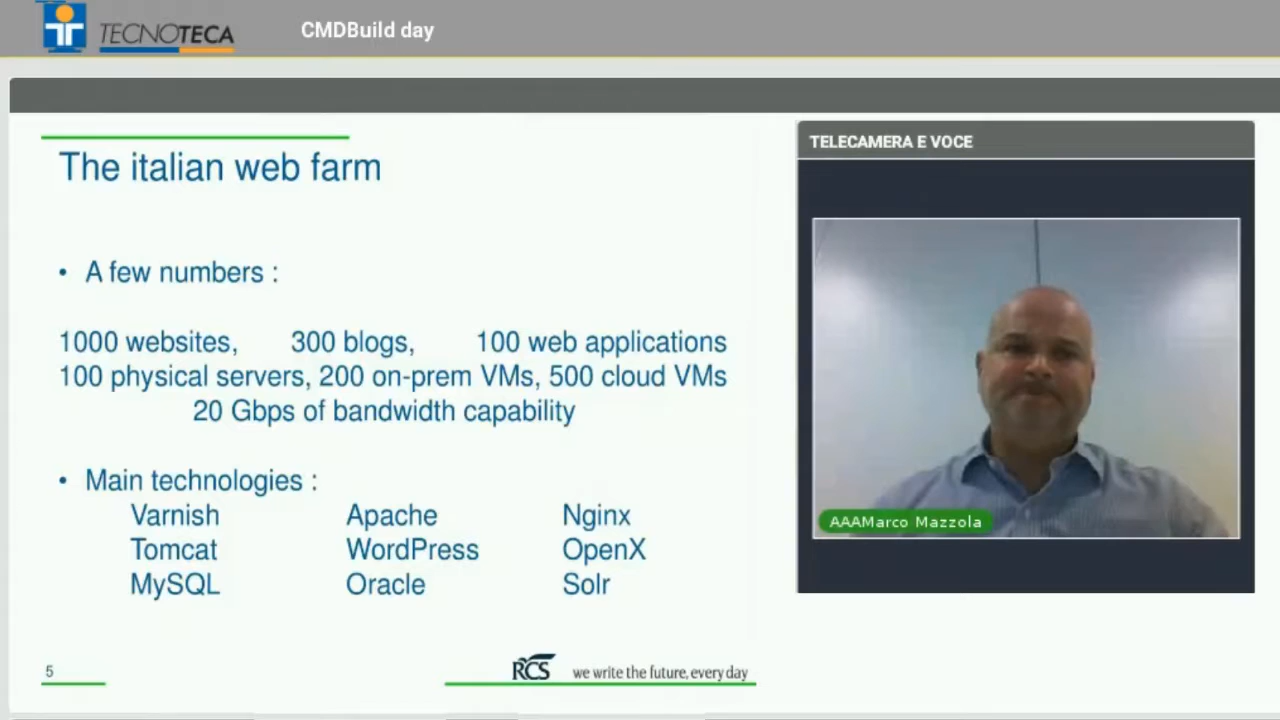 TECNOTECA
CMDBuild day
The italian web farm
• A few numbers :
1000 websites, 300 blogs, 100 web applications
100 physical servers, 200 on-prem VMs, 500 cloud VMs
20 Gbps of bandwidth capability
• Main technologies :
Varnish Apache Nginx
Tomcat WordPress OpenX
MySQL Oracle Solr
5
RCS we write the future, every day
TELECAMERA E VOCE
AAAMarco Mazzola